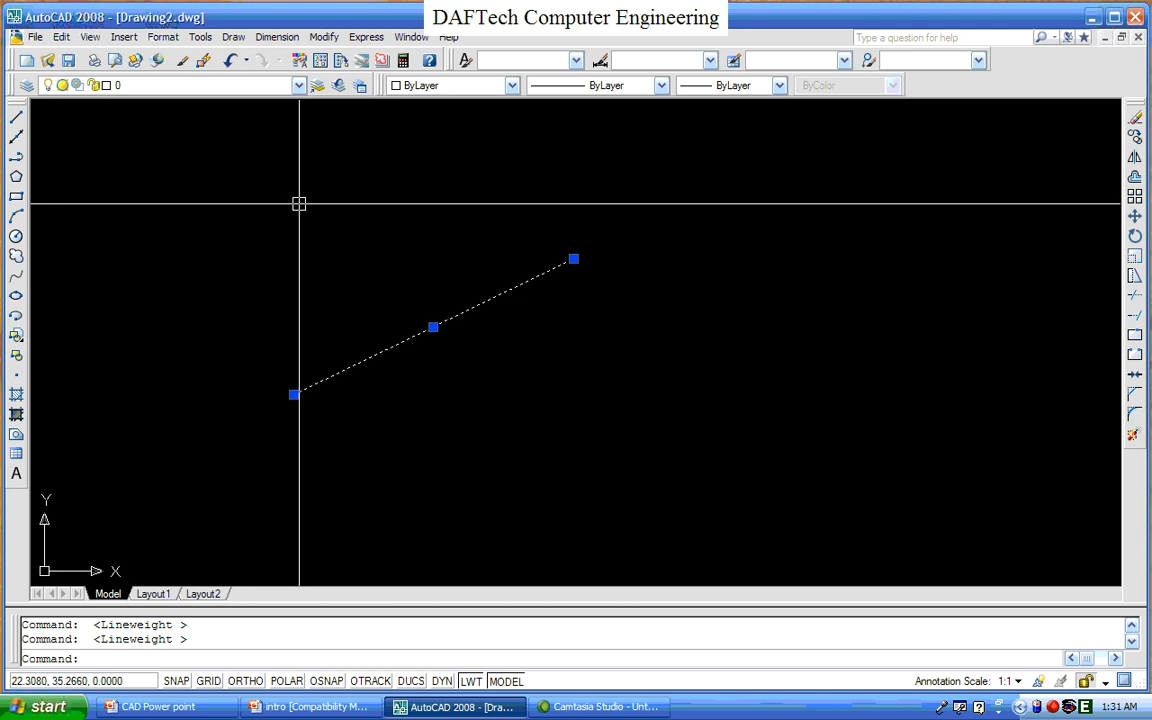 AutoCAD 2008 - [Drawing2.dwg]
DAFTech Computer Engineering
File Edit View Insert Format Tools Draw Dimension Modify Express Window Help
Type a question for help
0
ByLayer
ByLayer
ByLayer
ByColor
A
Y
X
Model Layout1 Layout2
Command: <Lineweight >
Command: <Lineweight >
Command:
22.3080, 35.2660, 0.0000 SNAP GRID ORTHO POLAR OSNAP OTRACK DUCS DYN LWT MODEL
Annotation Scale: 1:1
start CAD Power point intro [Compatibility M... AutoCAD 2008 - [Dra... Camtasia Studio - Unt... E 1:31 AM